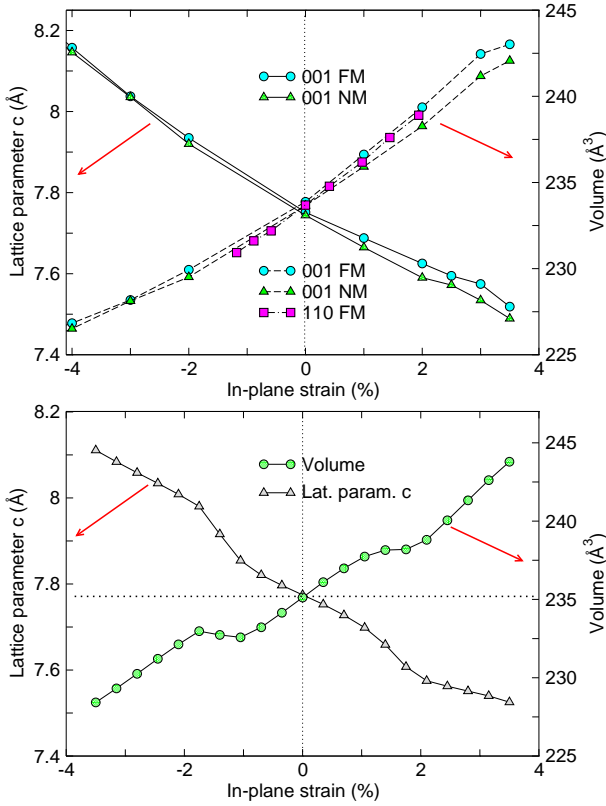 8.2
8
7.8
7.6
7.4
Lattice parameter c (Å)
001 FM
001 NM
001 FM
001 NM
110 FM
245
240
235
230
225
Volume (Å3)
-4
-2
0
2
4
In-plane strain (%)
8.2
8
7.8
7.6
7.4
Lattice parameter c (Å)
Volume
Lat. param. c
245
240
235
230
225
Volume (Å3)
-4
-2
0
2
4
In-plane strain (%)